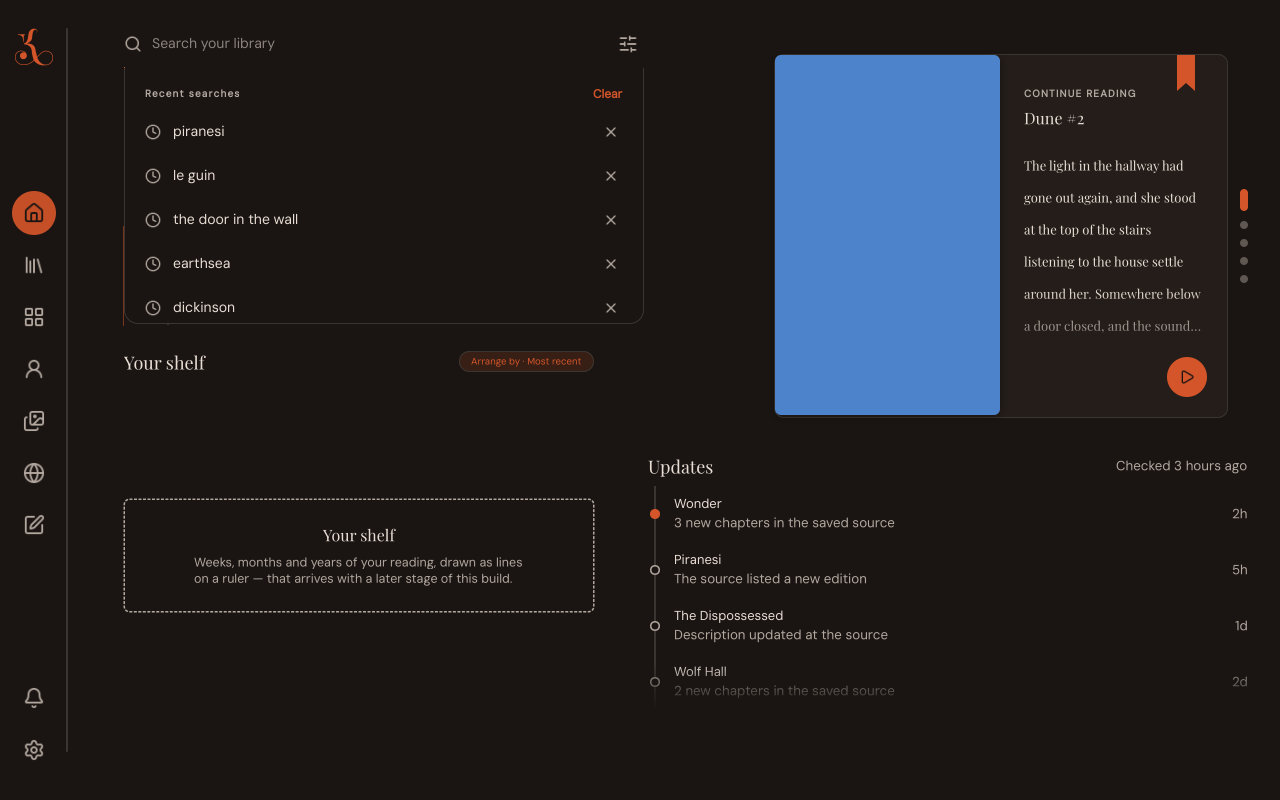 Search your library
Recent searches
Clear
piranesi
le guin
the door in the wall
earthsea
dickinson
Your shelf
Arrange by · Most recent
Your shelf
Weeks, months and years of your reading, drawn as lines
on a ruler — that arrives with a later stage of this build.
CONTINUE READING
Dune #2
The light in the hallway had
gone out again, and she stood
at the top of the stairs
listening to the house settle
around her. Somewhere below
a door closed, and the sound...
Updates
Checked 3 hours ago
Wonder
3 new chapters in the saved source
2h
Piranesi
The source listed a new edition
5h
The Dispossessed
Description updated at the source
1d
Wolf Hall
2 new chapters in the saved source
2d